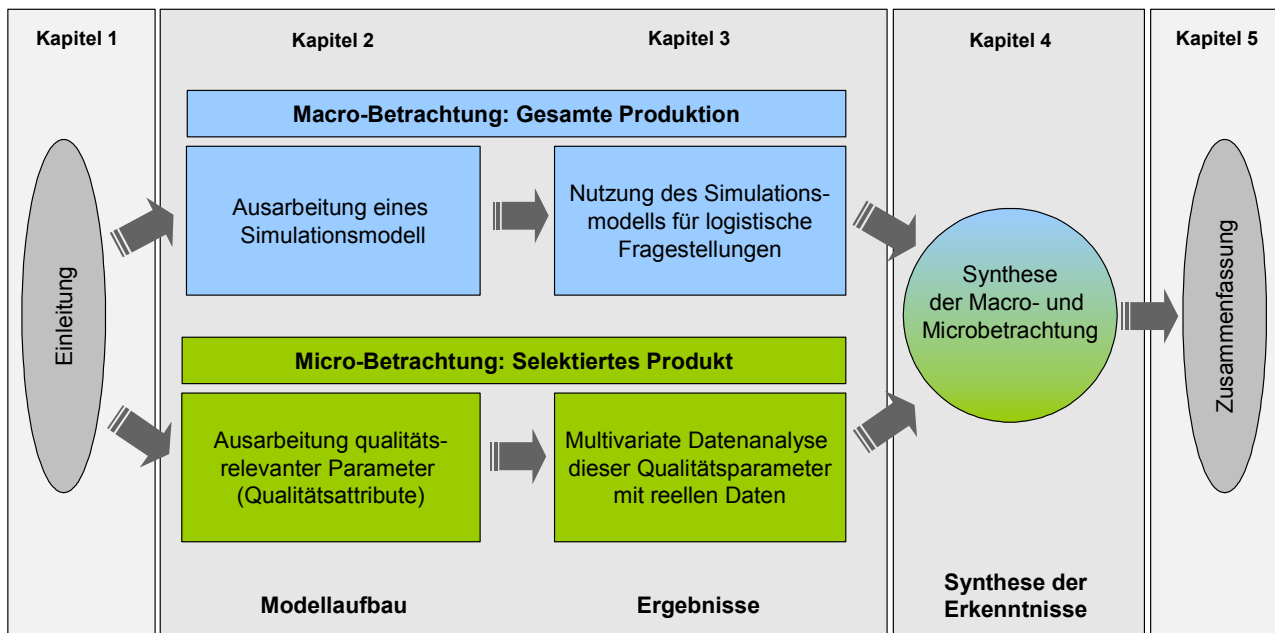 Kapitel 1
Kapitel 2
Kapitel 3
Kapitel 4
Kapitel 5
Macro-Betrachtung: Gesamte Produktion
Einleitung
Ausarbeitung eines
Simulationsmodell
Nutzung des Simulations-
modells für logistische
Fragestellungen
Micro-Betrachtung: Selektiertes Produkt
Ausarbeitung qualitäts-
relevanter Parameter
(Qualitätsattribute)
Multivariate Datenanalyse
dieser Qualitätsparameter
mit reellen Daten
Synthese
der Macro- und
Microbetrachtung
Zusammenfassung
Modellaufbau
Ergebnisse
Synthese der
Erkenntnisse